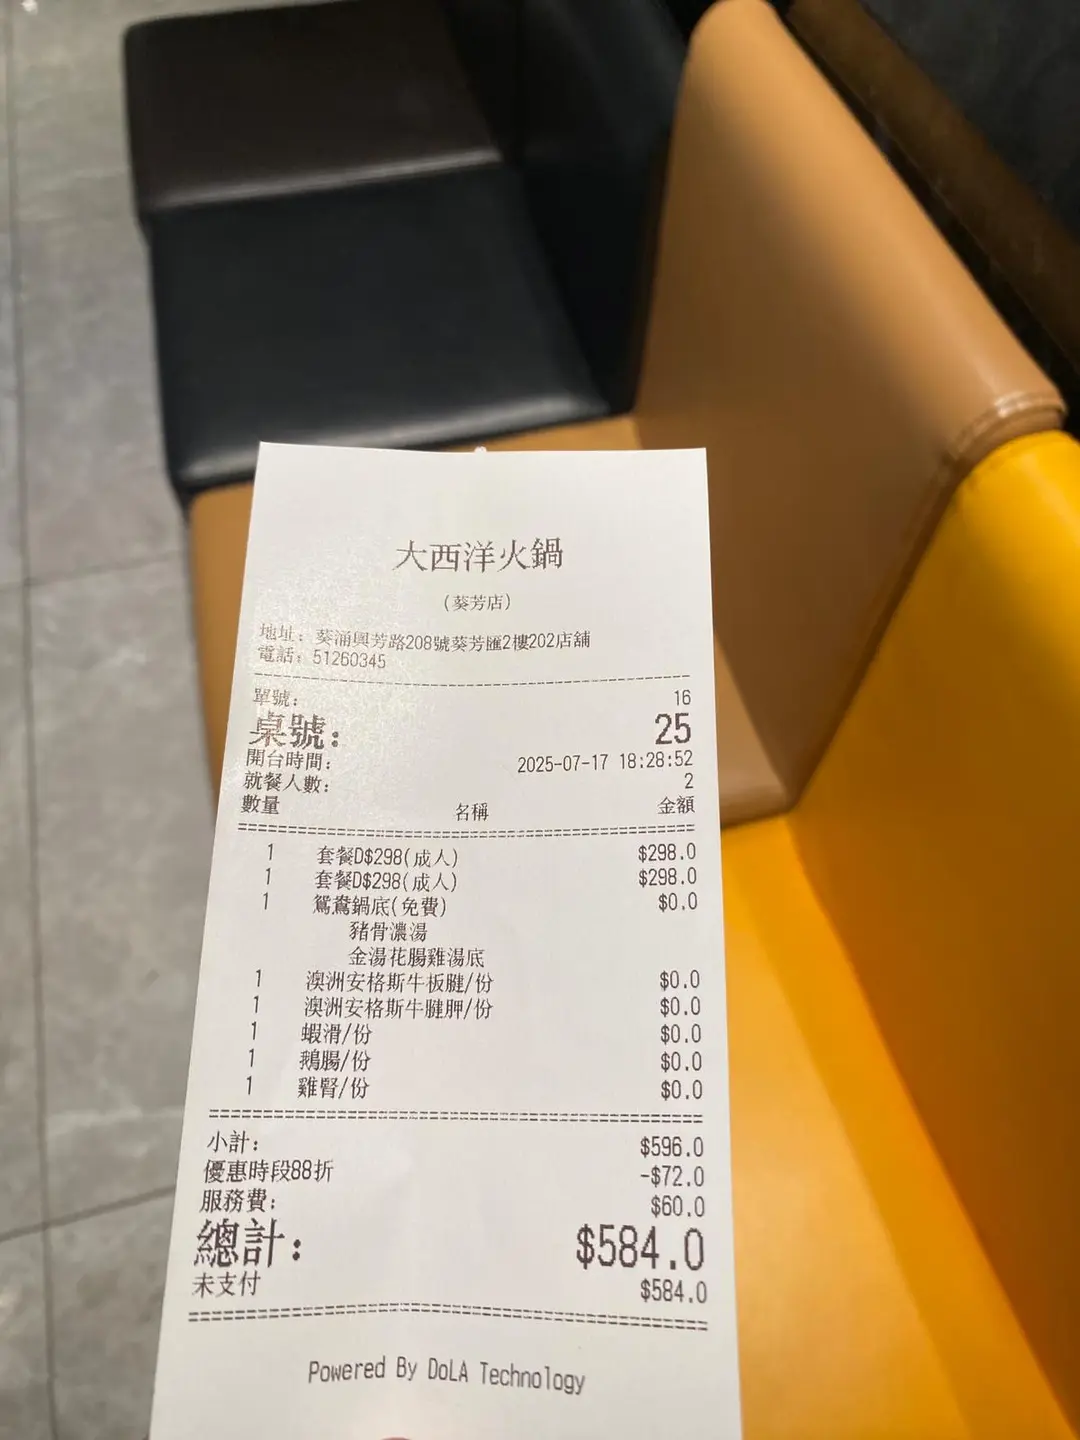 大西洋火鍋
(葵芳店)
地址：葵涌興芳路208號葵芳匯2樓202店舖
電話：51260345
單號： 16
桌號： 25
開台時間： 2025-07-17 18:28:52
就餐人數： 2
數量 名稱 金額
1 套餐D$298(成人) $298.0
1 套餐D$298(成人) $298.0
1 鴛鴦鍋底(免費) $0.0
豬骨濃湯
金湯花膓雞湯底
1 澳洲安格斯牛板腱/份 $0.0
1 澳洲安格斯牛腱胛/份 $0.0
1 蝦滑/份 $0.0
1 鵝腸/份 $0.0
1 雞腎/份 $0.0
小計： $596.0
優惠時段88折 -$72.0
服務費： $60.0
總計： $584.0
未支付 $584.0
Powered By DoLA Technology